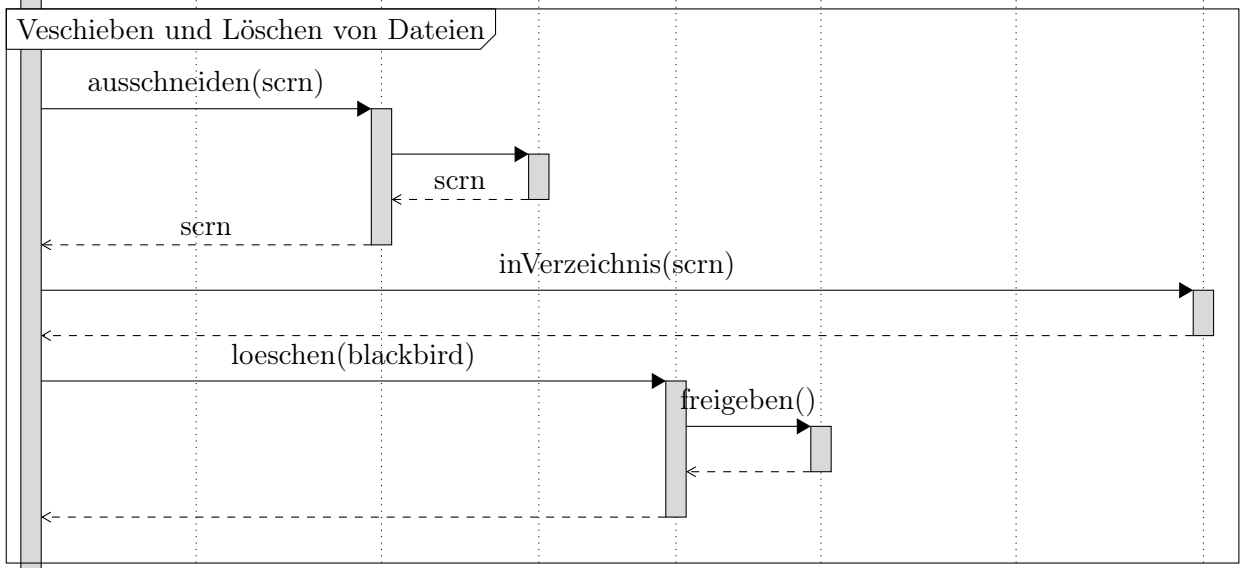 Veschieben und Löschen von Dateien
ausschneiden(scrn)
scrn
scrn
inVerzeichnis(scrn)
loeschen(blackbird)
freigeben()